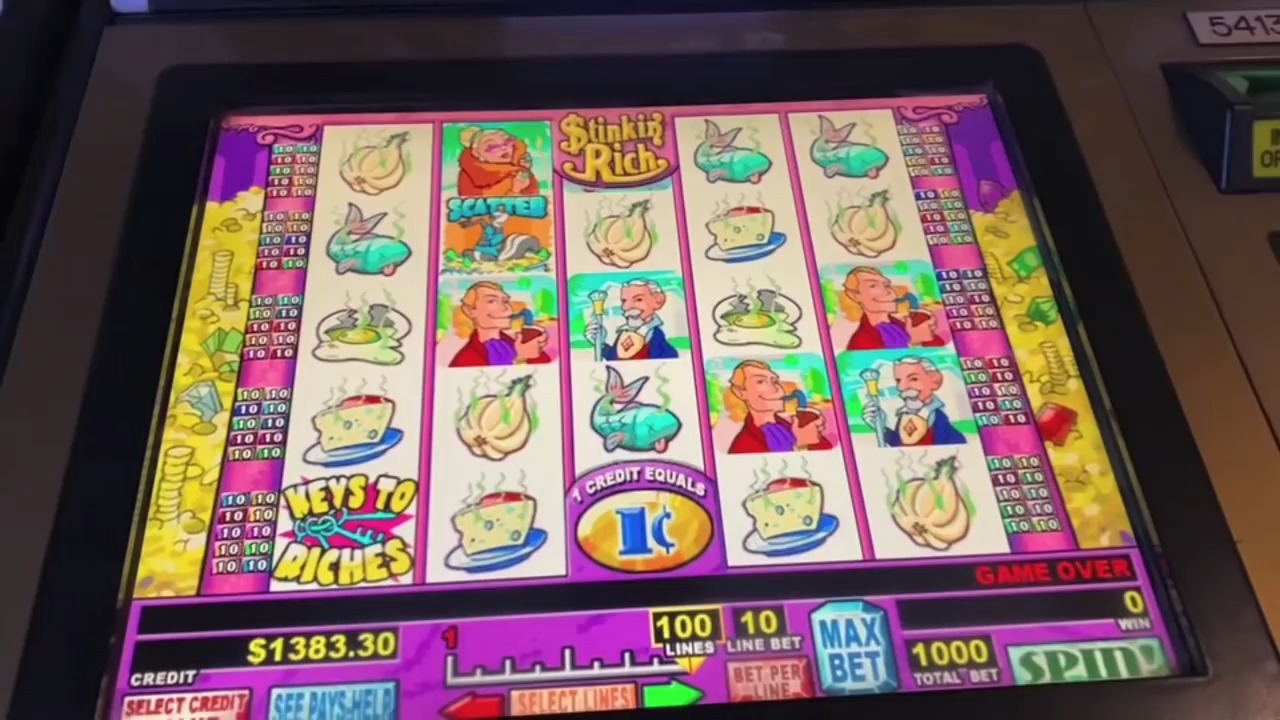 5413
$tinkin'
Rich
SCATTER
KEYS TO
RICHES
1 CREDIT EQUALS
1¢
GAME OVER
$1383.30
CREDIT
1
100
LINES
10
LINE BET
MAX
BET
0
WIN
1000
TOTAL BET
SPIN!
SELECT CREDIT
SEE PAYS-HELP
SELECT LINES
BET PER
LINE